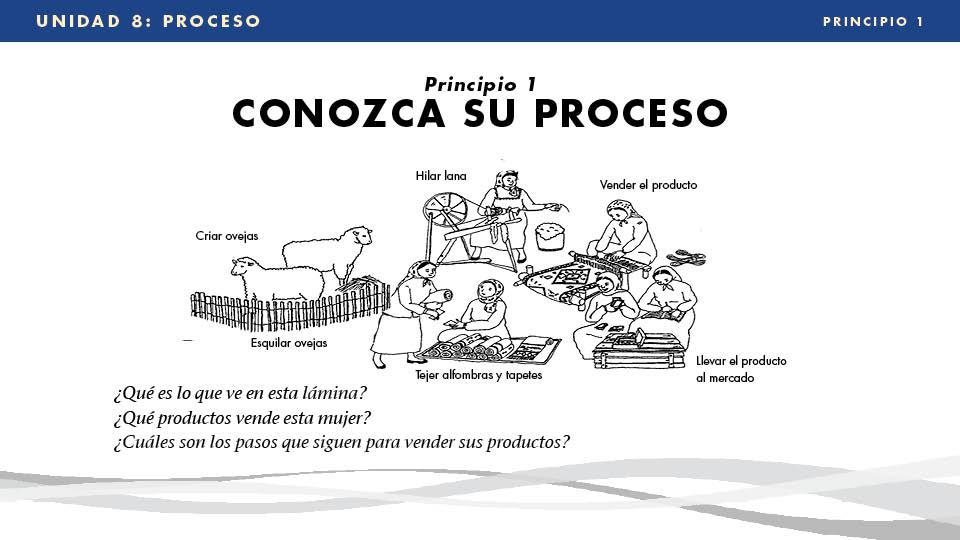 UNIDAD 8: PROCESO
PRINCIPIO 1
Principio 1
CONOZCA SU PROCESO
Hilar lana
Vender el producto
Criar ovejas
Esquilar ovejas
Tejer alfombras y tapetes
Llevar el producto
al mercado
¿Qué es lo que ve en esta lámina?
¿Qué productos vende esta mujer?
¿Cuáles son los pasos que siguen para vender sus productos?